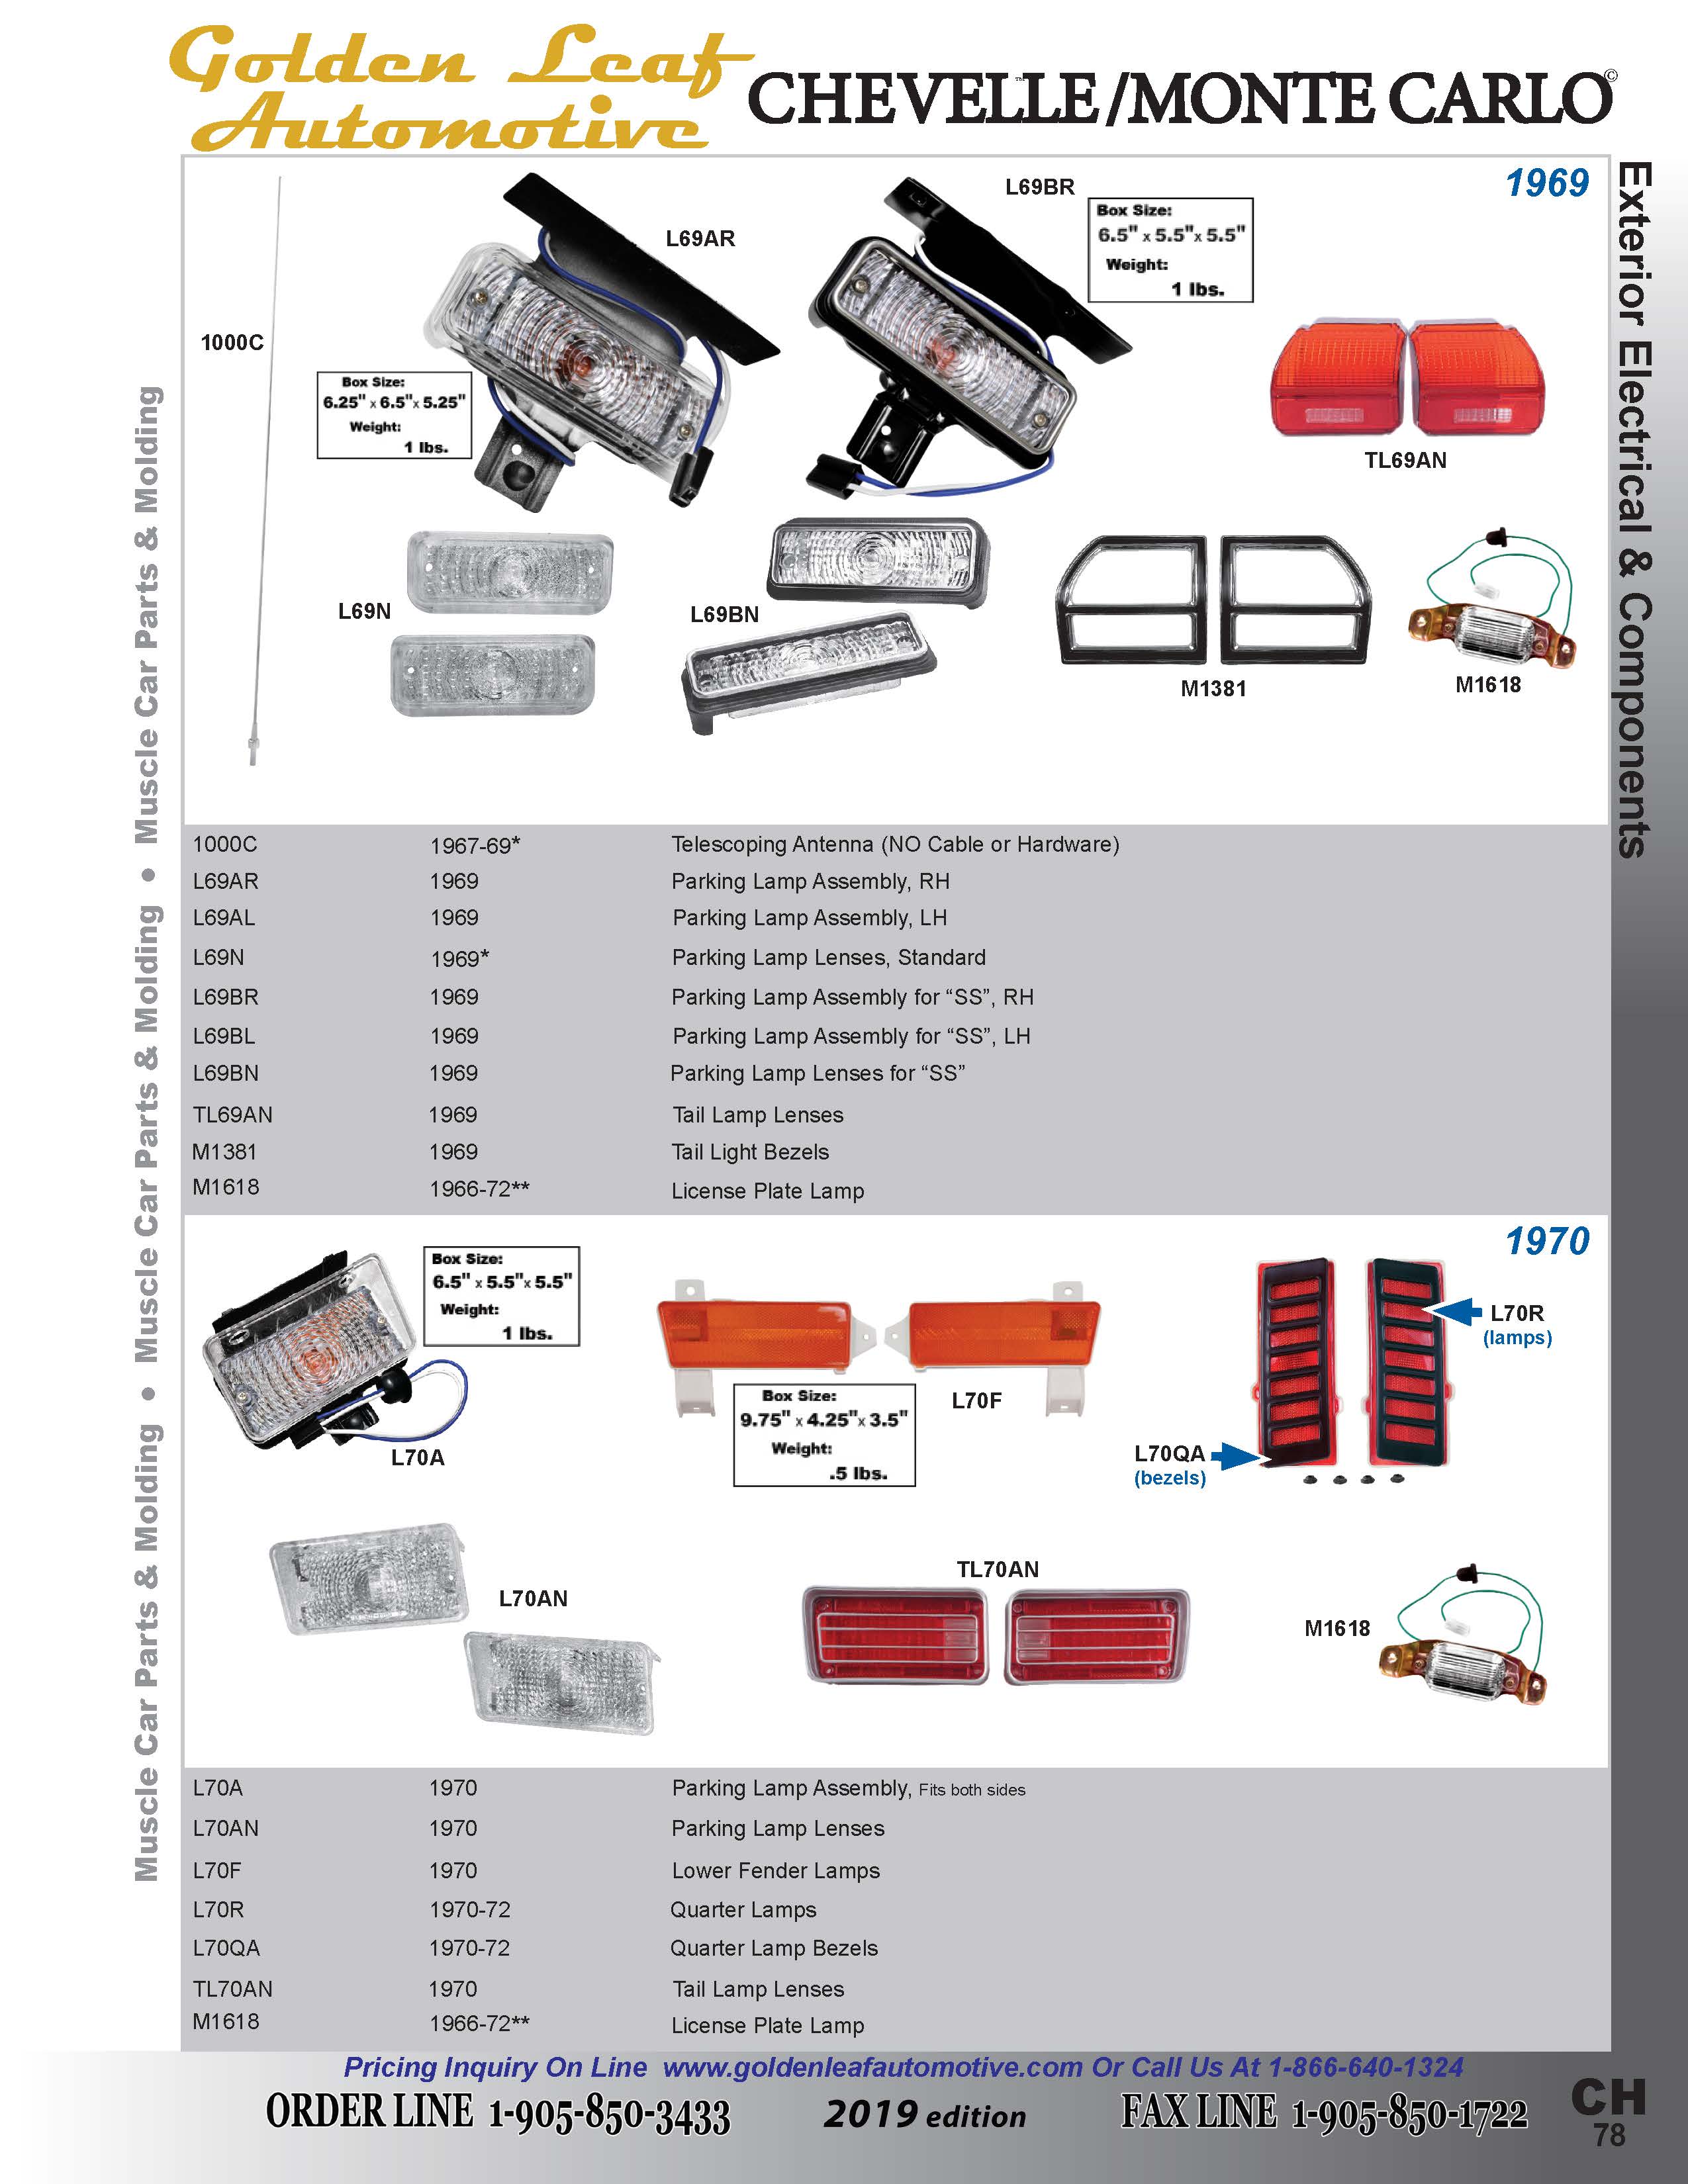 Golden Leaf
Automotive
CHEVELLE™/MONTE CARLO©
Exterior Electrical & Components
Muscle Car Parts & Molding • Muscle Car Parts & Molding • Muscle Car Parts & Molding
1969
L69BR
Box Size:
6.5" x 5.5"x 5.5"
Weight:
1 lbs.
L69AR
1000C
Box Size:
6.25" x 6.5"x 5.25"
Weight:
1 lbs.
TL69AN
L69N
L69BN
M1381
M1618
1000C 1967-69* Telescoping Antenna (NO Cable or Hardware)
L69AR 1969 Parking Lamp Assembly, RH
L69AL 1969 Parking Lamp Assembly, LH
L69N 1969* Parking Lamp Lenses, Standard
L69BR 1969 Parking Lamp Assembly for “SS”, RH
L69BL 1969 Parking Lamp Assembly for “SS”, LH
L69BN 1969 Parking Lamp Lenses for “SS”
TL69AN 1969 Tail Lamp Lenses
M1381 1969 Tail Light Bezels
M1618 1966-72** License Plate Lamp
1970
Box Size:
6.5" x 5.5"x 5.5"
Weight:
1 lbs.
L70A
Box Size:
9.75" x 4.25"x 3.5"
Weight:
.5 lbs.
L70F
L70R
(lamps)
L70QA
(bezels)
L70AN
TL70AN
M1618
L70A 1970 Parking Lamp Assembly, Fits both sides
L70AN 1970 Parking Lamp Lenses
L70F 1970 Lower Fender Lamps
L70R 1970-72 Quarter Lamps
L70QA 1970-72 Quarter Lamp Bezels
TL70AN 1970 Tail Lamp Lenses
M1618 1966-72** License Plate Lamp
Pricing Inquiry On Line www.goldenleafautomotive.com Or Call Us At 1-866-640-1324
ORDER LINE 1-905-850-3433 2019 edition FAX LINE 1-905-850-1722
CH
78